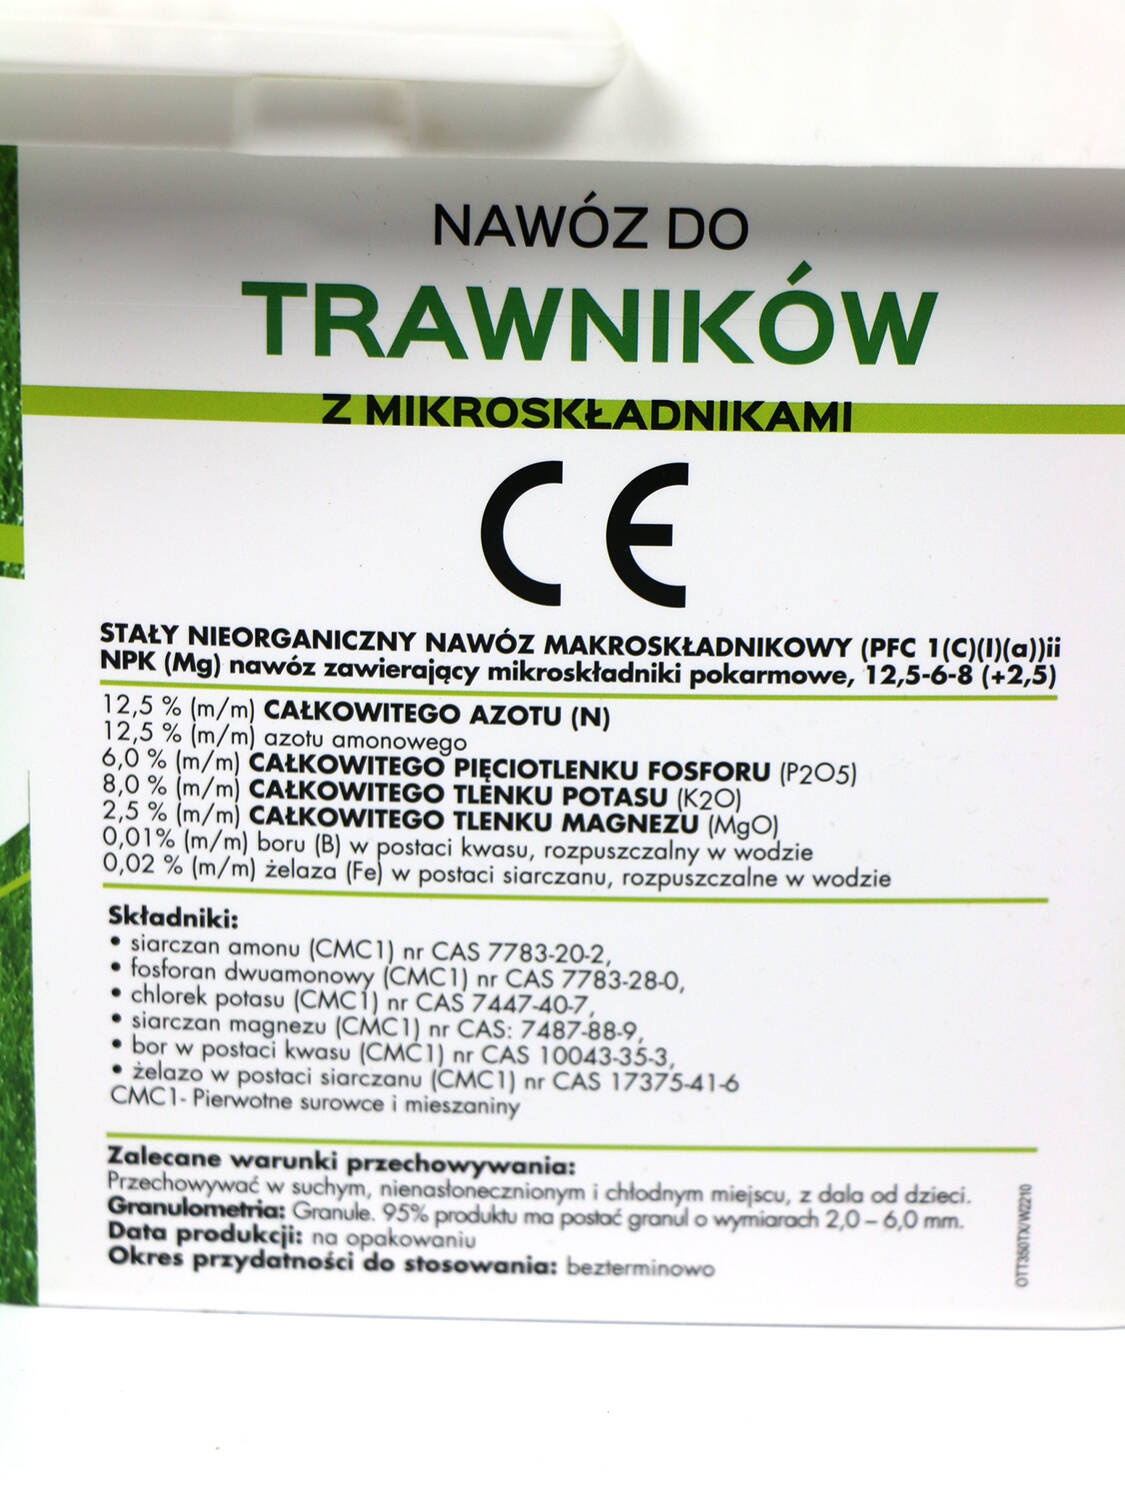 NAWÓZ DO
TRAWNIKÓW
Z MIKROSKŁADNIKAMI
CE
STAŁY NIEORGANICZNY NAWÓZ MAKROSKŁADNIKOWY (PFC 1(C)(I)(a))ii
NPK (Mg) nawóz zawierający mikroskładniki pokarmowe, 12,5-6-8 (+2,5)
12,5 % (m/m) CAŁKOWITEGO AZOTU (N)
12,5 % (m/m) azotu amonowego
6,0 % (m/m) CAŁKOWITEGO PIĘCIOTLENKU FOSFORU (P2O5)
8,0 % (m/m) CAŁKOWITEGO TLENKU POTASU (K2O)
2,5 % (m/m) CAŁKOWITEGO TLENKU MAGNEZU (MgO)
0,01% (m/m) boru (B) w postaci kwasu, rozpuszczalny w wodzie
0,02 % (m/m) żelaza (Fe) w postaci siarczanu, rozpuszczalne w wodzie
Składniki:
• siarczan amonu (CMC1) nr CAS 7783-20-2,
• fosforan dwuamonowy (CMC1) nr CAS 7783-28-0,
• chlorek potasu (CMC1) nr CAS 7447-40-7,
• siarczan magnezu (CMC1) nr CAS: 7487-88-9,
• bor w postaci kwasu (CMC1) nr CAS 10043-35-3,
• żelazo w postaci siarczanu (CMC1) nr CAS 17375-41-6
CMC1- Pierwotne surowce i mieszaniny
Zalecane warunki przechowywania:
Przechowywać w suchym, nienasłonecznionym i chłodnym miejscu, z dala od dzieci.
Granulometria: Granule. 95% produktu ma postać granul o wymiarach 2,0 – 6,0 mm.
Data produkcji: na opakowaniu
Okres przydatności do stosowania: bezterminowo
OTT350TX/W2210